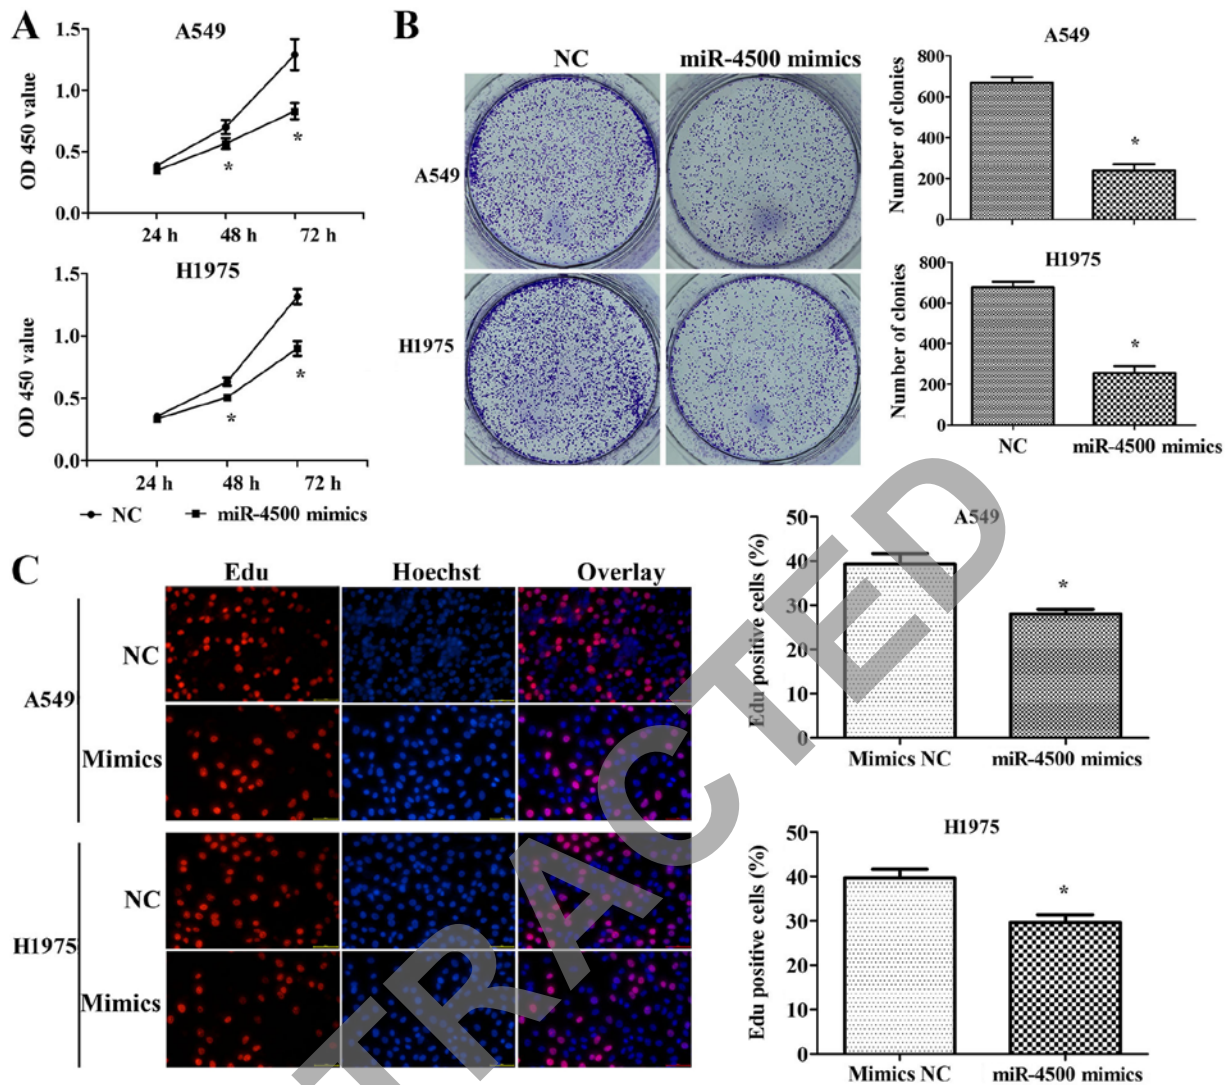 A
A549
1.5
1.0
0.5
0.0
OD 450 value
24 h 48 h 72 h
H1975
1.5
1.0
0.5
0.0
OD 450 value
24 h 48 h 72 h
NC miR-4500 mimics
*
*
*
*
B
NC miR-4500 mimics
A549
H1975
A549
800
600
400
200
0
Number of clonies
*
H1975
800
600
400
200
0
Number of clonies
*
NC miR-4500 mimics
C
Edu Hoechst Overlay
A549
NC
Mimics
H1975
NC
Mimics
A549
50
40
30
20
10
0
Edu positive cells (%)
*
Mimics NC miR-4500 mimics
H1975
50
40
30
20
10
0
Edu positive cells (%)
*
Mimics NC miR-4500 mimics
TRACTED